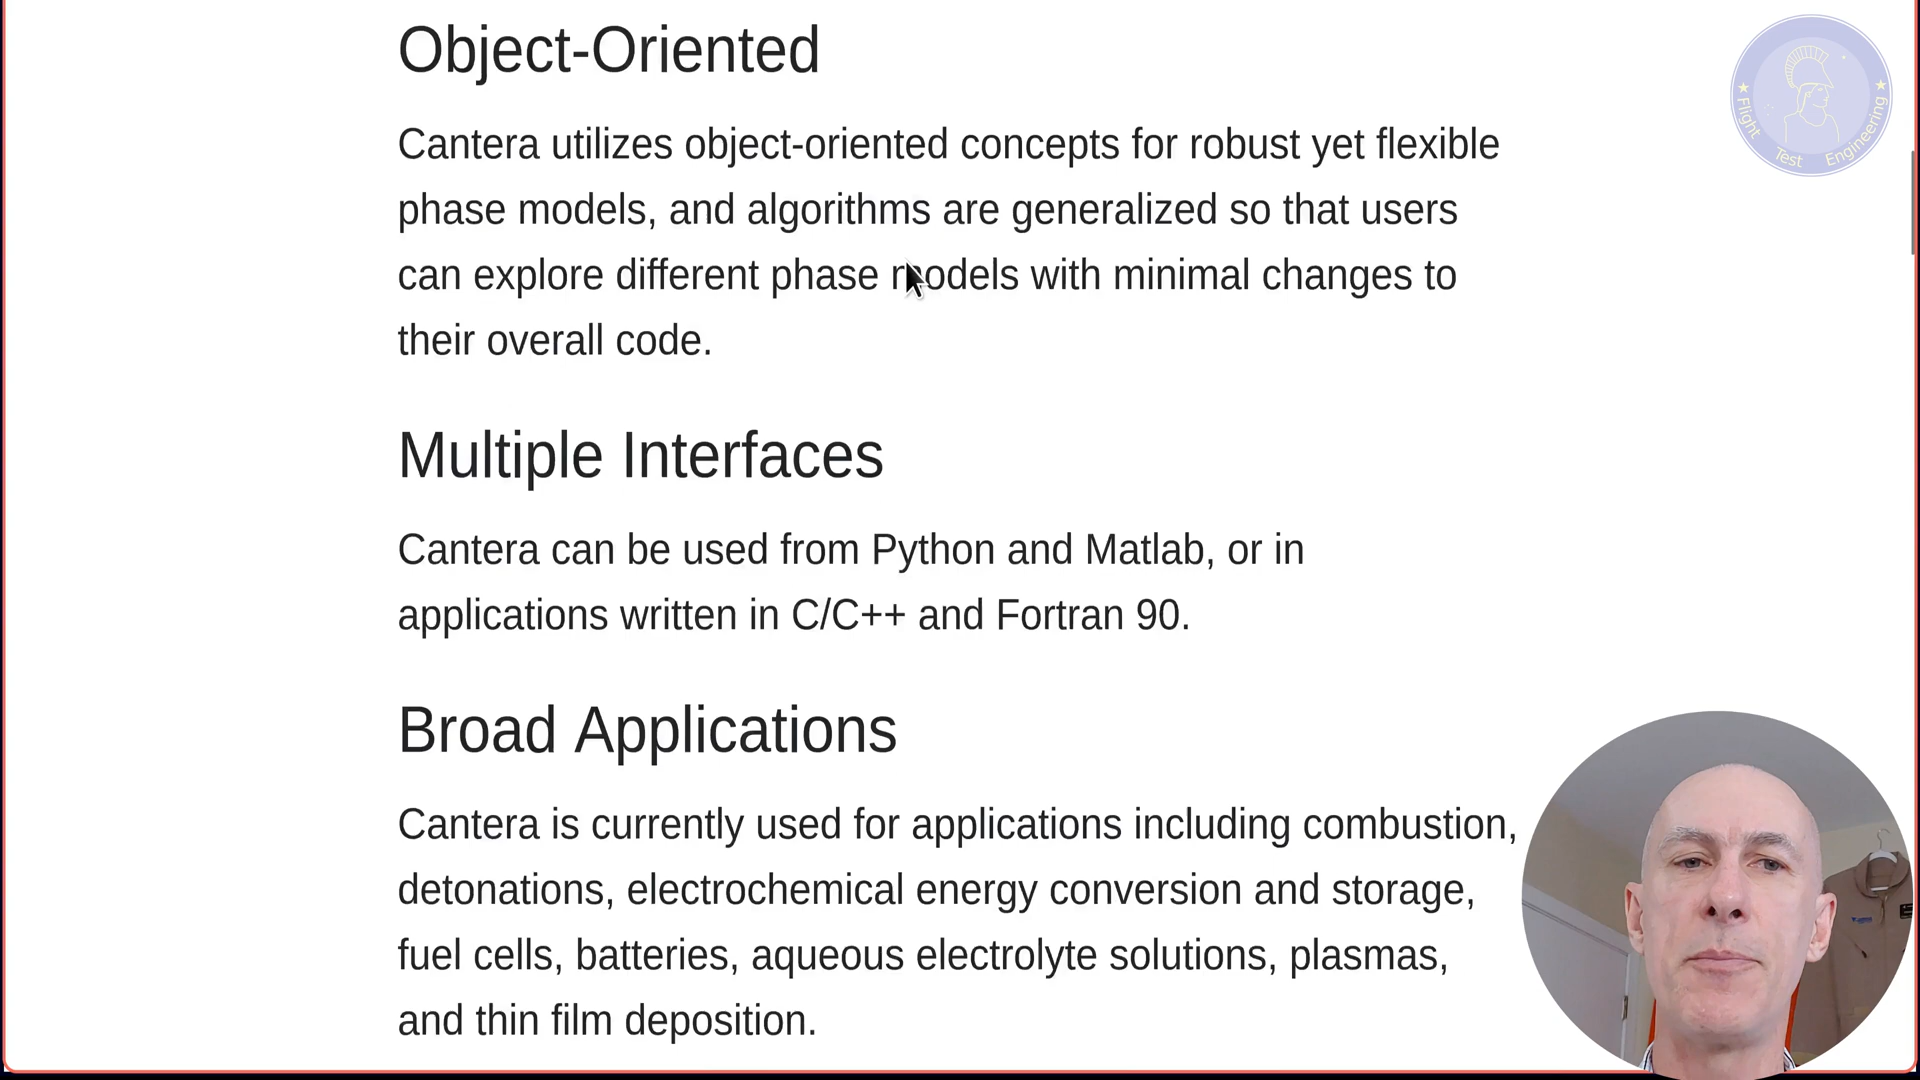 Object-Oriented
Cantera utilizes object-oriented concepts for robust yet flexible
phase models, and algorithms are generalized so that users
can explore different phase models with minimal changes to
their overall code.
Multiple Interfaces
Cantera can be used from Python and Matlab, or in
applications written in C/C++ and Fortran 90.
Broad Applications
Cantera is currently used for applications including combustion,
detonations, electrochemical energy conversion and storage,
fuel cells, batteries, aqueous electrolyte solutions, plasmas,
and thin film deposition.
Flight Test Engineering